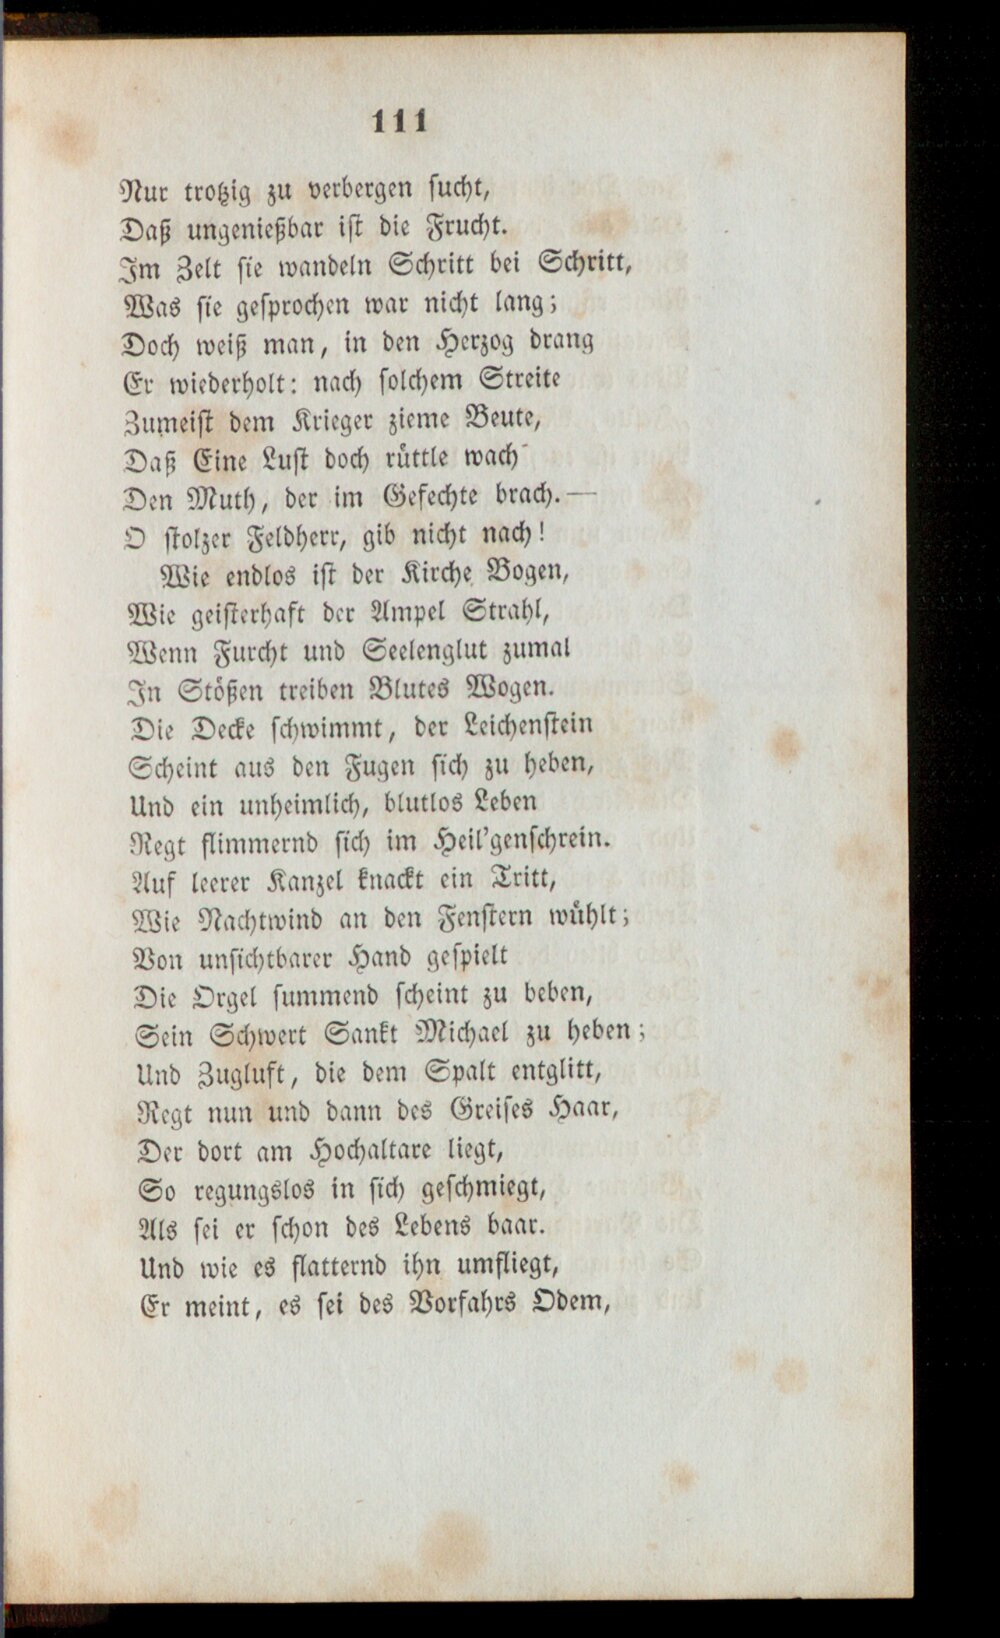 111
Nur trotzig zu verbergen sucht,
Daß ungenießbar ist die Frucht.
Im Zelt sie wandeln Schritt bei Schritt,
Was sie gesprochen war nicht lang;
Doch weiß man, in den Herzog drang
Er wiederholt: nach solchem Streite
Zumeist dem Krieger zieme Beute,
Daß Eine Lust doch rüttle wach
Den Muth, der im Gefechte brach. —
O stolzer Feldherr, gib nicht nach!
Wie endlos ist der Kirche Bogen,
Wie geisterhaft der Ampel Strahl,
Wenn Furcht und Seelenglut zumal
In Stößen treiben Blutes Wogen.
Die Decke schwimmt, der Leichenstein
Scheint aus den Fugen sich zu heben,
Und ein unheimlich, blutlos Leben
Regt flimmernd sich im Heil'genschrein.
Auf leerer Kanzel knackt ein Tritt,
Wie Nachtwind an den Fenstern wühlt;
Von unsichtbarer Hand gespielt
Die Orgel summend scheint zu beben,
Sein Schwert Sankt Michael zu heben;
Und Zugluft, die dem Spalt entglitt,
Regt nun und dann des Greises Haar,
Der dort am Hochaltare liegt,
So regungslos in sich geschmiegt,
Als sei er schon des Lebens baar.
Und wie es flatternd ihn umfliegt,
Er meint, es sei des Vorfahrs Odem,